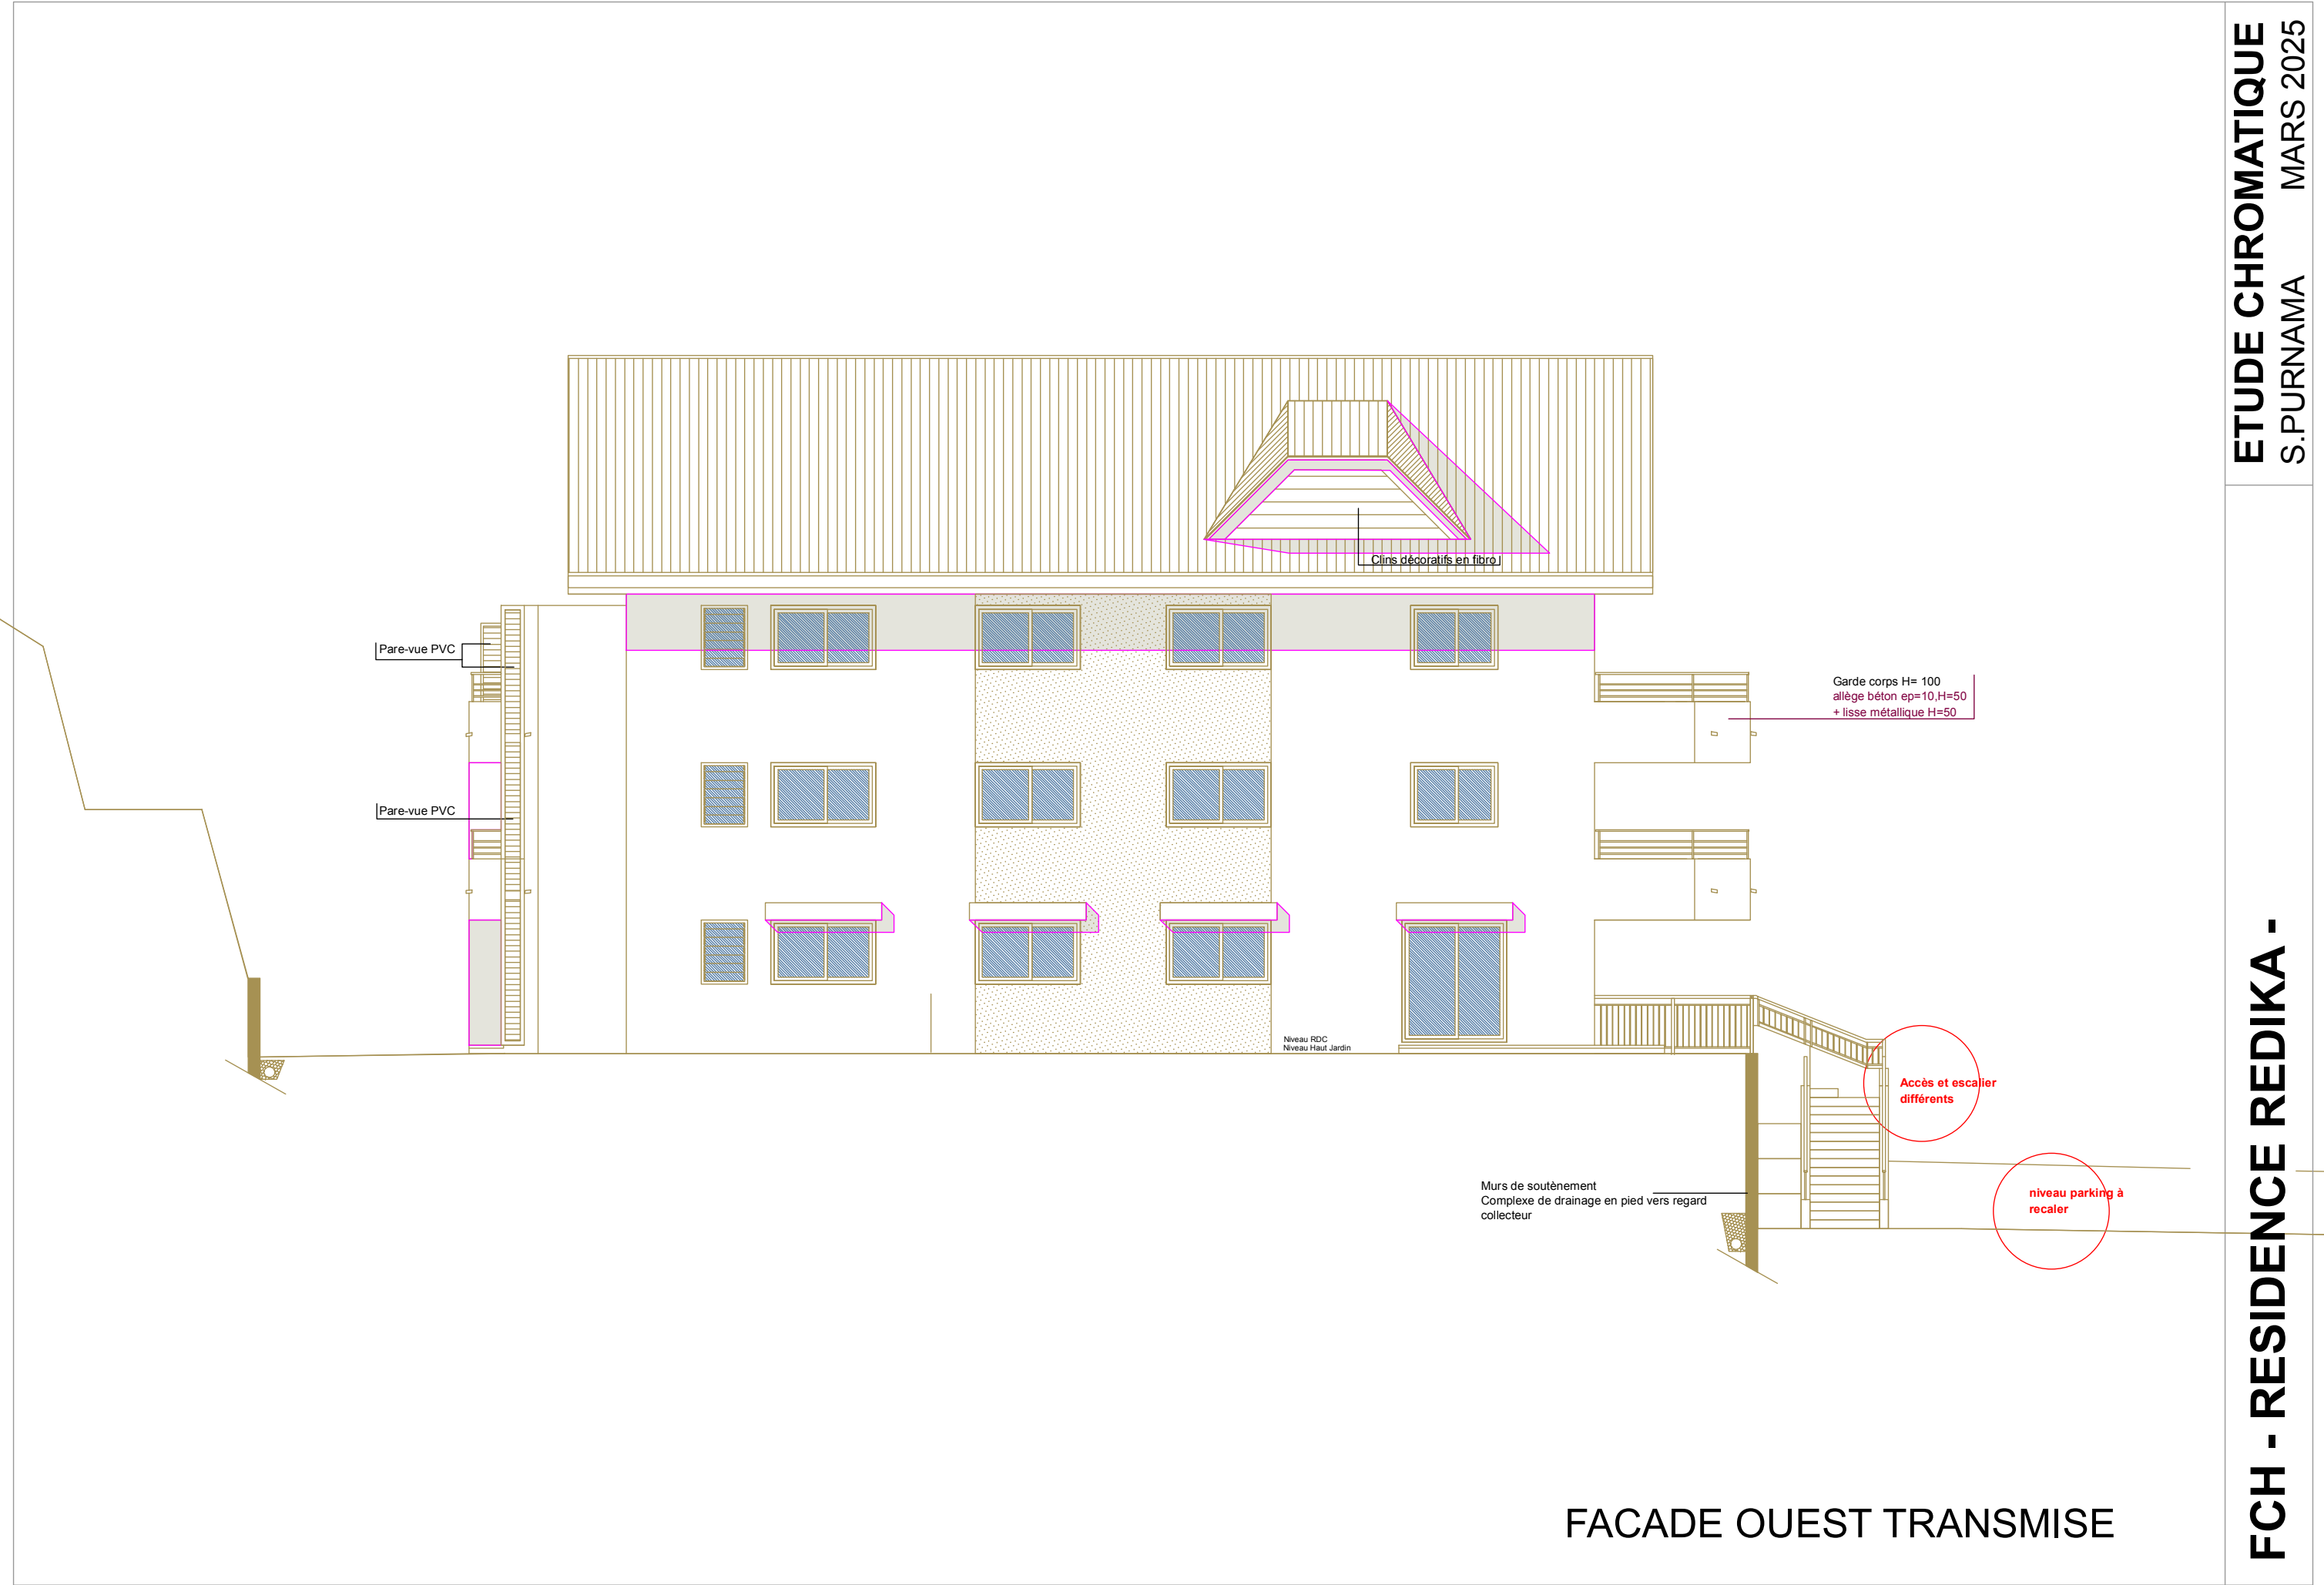 ETUDE CHROMATIQUE
S.PURNAMA MARS 2025
FCH - RESIDENCE REDIKA -
Clins décoratifs en fibro
Pare-vue PVC
Pare-vue PVC
Garde corps H= 100
allège béton ep=10,H=50
+ lisse métallique H=50
Niveau RDC
Niveau Haut Jardin
Accès et escalier
différents
Murs de soutènement
Complexe de drainage en pied vers regard
collecteur
niveau parking à
recaler
FACADE OUEST TRANSMISE